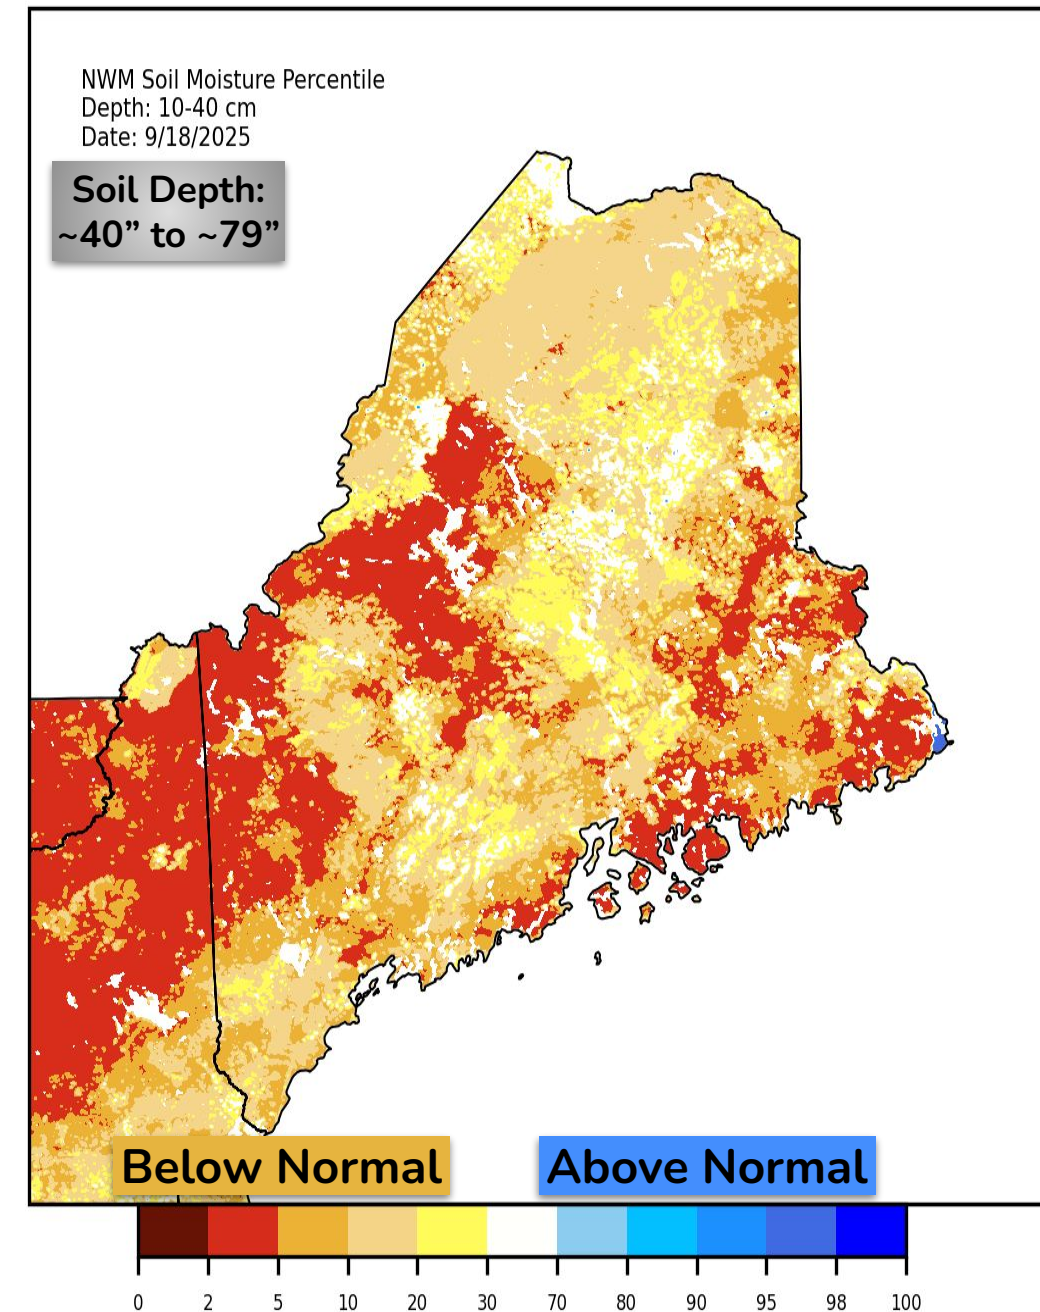 NWM Soil Moisture Percentile
Depth: 10-40 cm
Date: 9/18/2025
Soil Depth:
~40” to ~79”
Below Normal
Above Normal
0 2 5 10 20 30 70 80 90 95 98 100